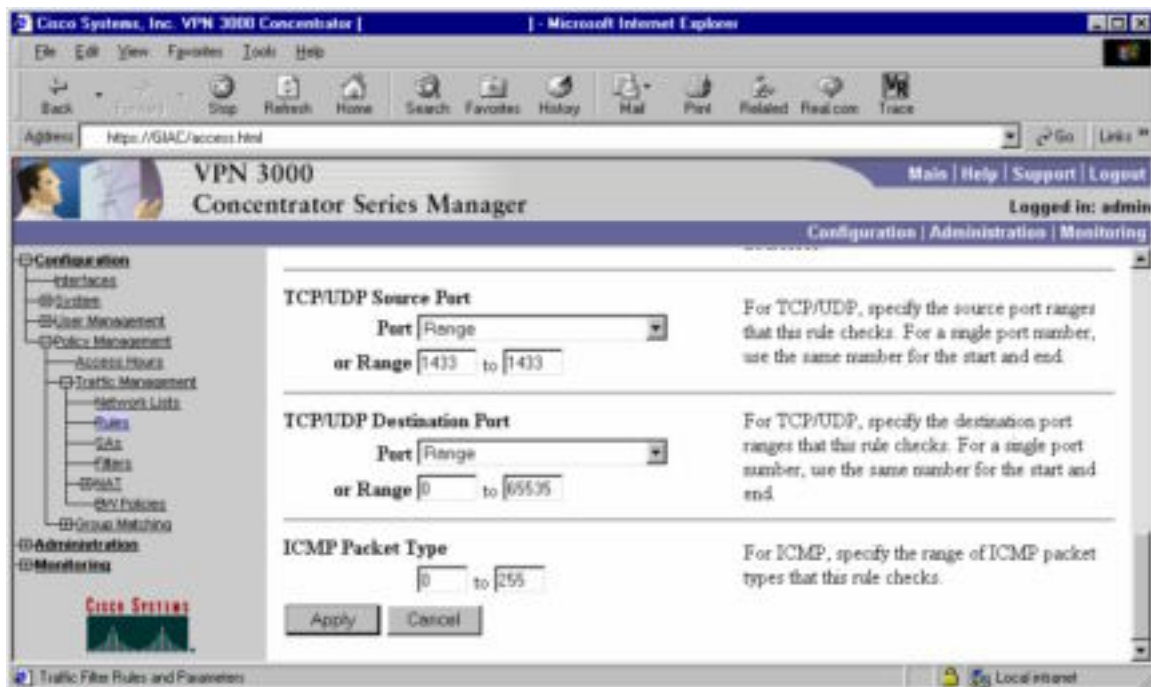 Cisco Systems, Inc. VPN 3000 Concentrator [ ] - Microsoft Internet Explorer
File Edit View Favorites Tools Help
Back Forward Stop Refresh Home Search Favorites History Mail Print Related Real.com Trace
Address https://GIAC/access.html Go Links »
VPN 3000
Concentrator Series Manager
Main | Help | Support | Logout
Logged in: admin
Configuration | Administration | Monitoring
Configuration
Interfaces
System
User Management
Policy Management
Access Hours
Traffic Management
Network Lists
Rules
SAs
Filters
NAT
BW Policies
Group Matching
Administration
Monitoring
CISCO SYSTEMS
TCP/UDP Source Port
Port Range
or Range 1433 to 1433
For TCP/UDP, specify the source port ranges
that this rule checks. For a single port number,
use the same number for the start and end.
TCP/UDP Destination Port
Port Range
or Range 0 to 65535
For TCP/UDP, specify the destination port
ranges that this rule checks. For a single port
number, use the same number for the start and
end.
ICMP Packet Type
0 to 255
For ICMP, specify the range of ICMP packet
types that this rule checks.
Apply Cancel
Traffic Filter Rules and Parameters
Local intranet